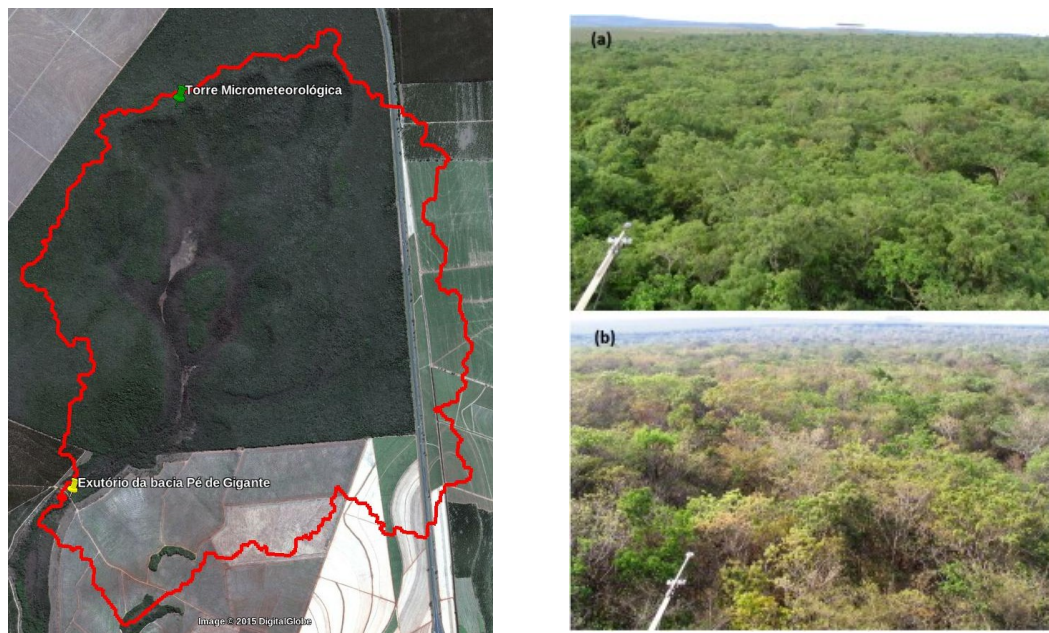 Torre Micrometeorológica
Exutório da bacia Pé de Gigante
Image © 2015 DigitalGlobe
(a)
(b)